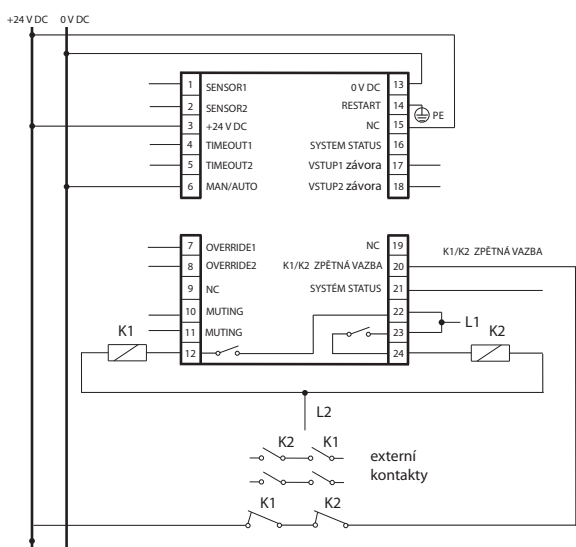 +24 V DC 0 V DC
1 SENSOR1 0 V DC 13
2 SENSOR2 RESTART 14 PE
3 +24 V DC NC 15
4 TIMEOUT1 SYSTEM STATUS 16
5 TIMEOUT2 VSTUP1 závora 17
6 MAN/AUTO VSTUP2 závora 18
7 OVERRIDE1 NC 19
8 OVERRIDE2 K1/K2 ZPĚTNÁ VAZBA 20 K1/K2 ZPĚTNÁ VAZBA
9 NC SYSTÉM STATUS 21
10 MUTING 22
11 MUTING 23
12 24
K1 L1 K2
L2
K2 K1
externí
kontakty
K1 K2